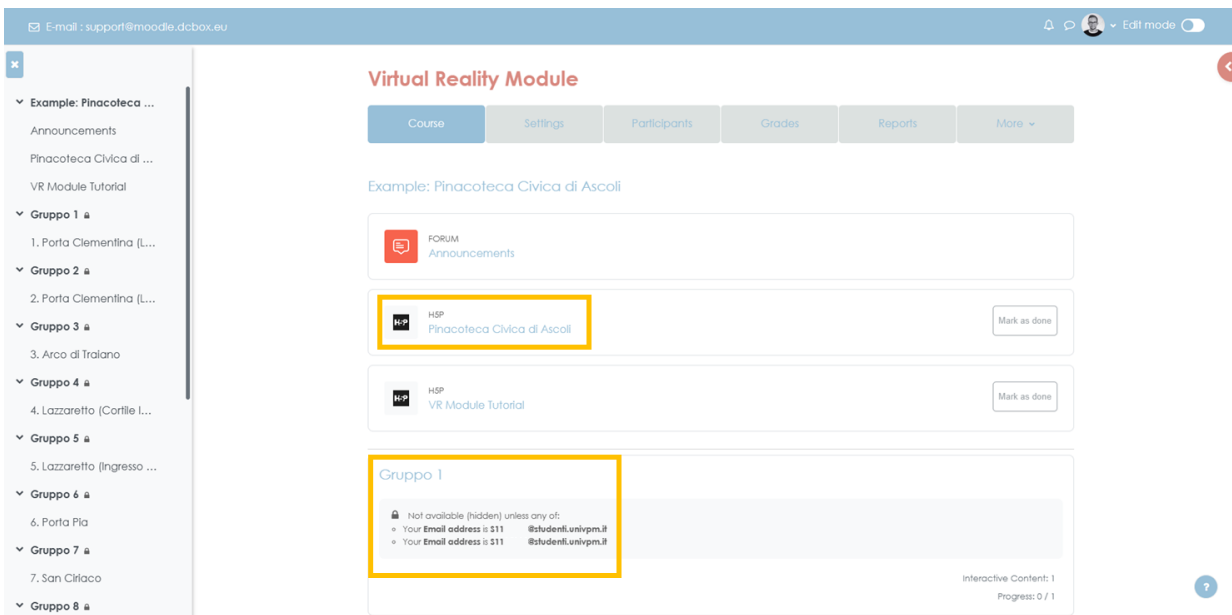 E-mail : support@moodle.dcbox.eu
Edit mode
Example: Pinacoteca ...
Announcements
Pinacoteca Civica di ...
VR Module Tutorial
Gruppo 1
1. Porta Clementina (L...
Gruppo 2
2. Porta Clementina (L...
Gruppo 3
3. Arco di Traiano
Gruppo 4
4. Lazzaretto (Cortile I...
Gruppo 5
5. Lazzaretto (Ingresso ...
Gruppo 6
6. Porta Pia
Gruppo 7
7. San Ciriaco
Gruppo 8
Virtual Reality Module
Course Settings Participants Grades Reports More
Example: Pinacoteca Civica di Ascoli
FORUM
Announcements
H5P
H5P
Pinacoteca Civica di Ascoli
Mark as done
H5P
H5P
VR Module Tutorial
Mark as done
Gruppo 1
Not available (hidden) unless any of:
Your Email address is S11 @studenti.univpm.it
Your Email address is S11 @studenti.univpm.it
Interactive Content: 1
Progress: 0 / 1
?